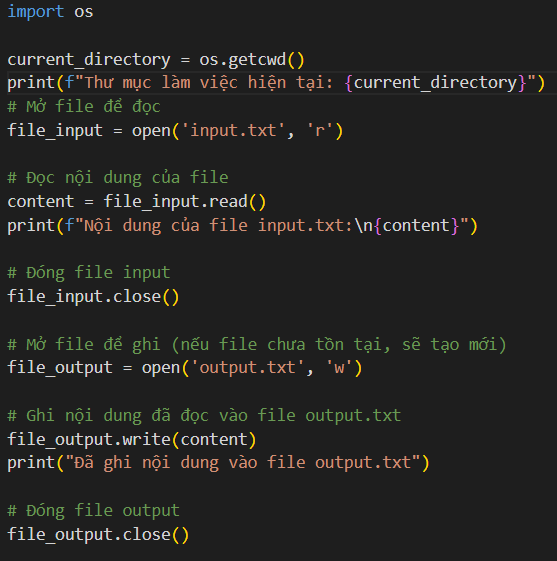 import os
current_directory = os.getcwd()
print(f"Thư mục làm việc hiện tại: {current_directory}")
# Mở file để đọc
file_input = open('input.txt', 'r')
# Đọc nội dung của file
content = file_input.read()
print(f"Nội dung của file input.txt:\n{content}")
# Đóng file input
file_input.close()
# Mở file để ghi (nếu file chưa tồn tại, sẽ tạo mới)
file_output = open('output.txt', 'w')
# Ghi nội dung đã đọc vào file output.txt
file_output.write(content)
print("Đã ghi nội dung vào file output.txt")
# Đóng file output
file_output.close()